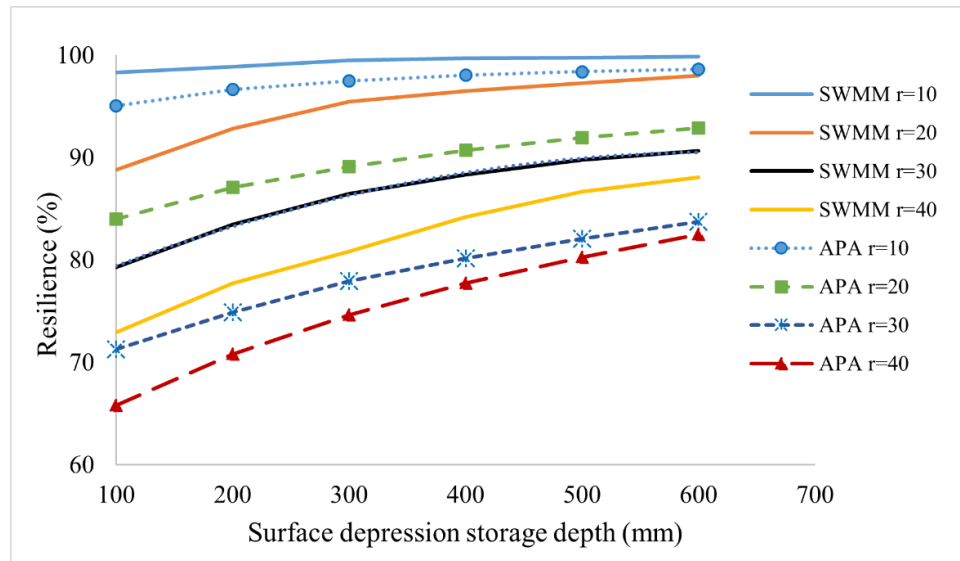 Resilience (%)
100
90
80
70
60
100 200 300 400 500 600 700
Surface depression storage depth (mm)
SWMM r=10
SWMM r=20
SWMM r=30
SWMM r=40
APA r=10
APA r=20
APA r=30
APA r=40